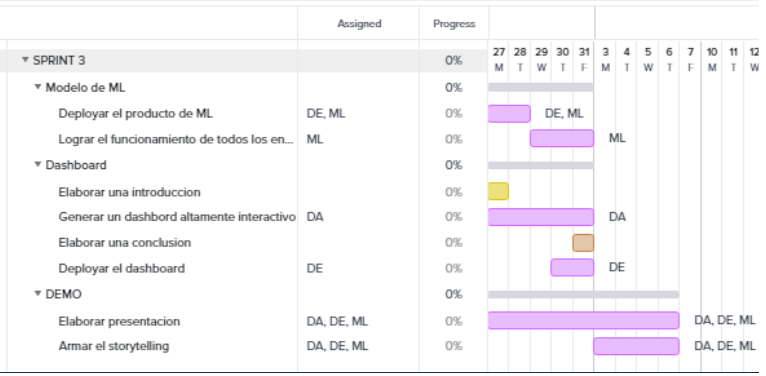 Assigned Progress
27 28 29 30 31 3 4 5 6 7 10 11 12
M T W T F M T W T F M T W
SPRINT 3 0%
Modelo de ML 0%
Deployar el producto de ML DE, ML 0% DE, ML
Lograr el funcionamiento de todos los en... ML 0% ML
Dashboard 0%
Elaborar una introduccion 0%
Generar un dashbord altamente interactivo DA 0% DA
Elaborar una conclusion 0%
Deployar el dashboard DE 0% DE
DEMO 0%
Elaborar presentacion DA, DE, ML 0% DA, DE, ML
Armar el storytelling DA, DE, ML 0% DA, DE, ML